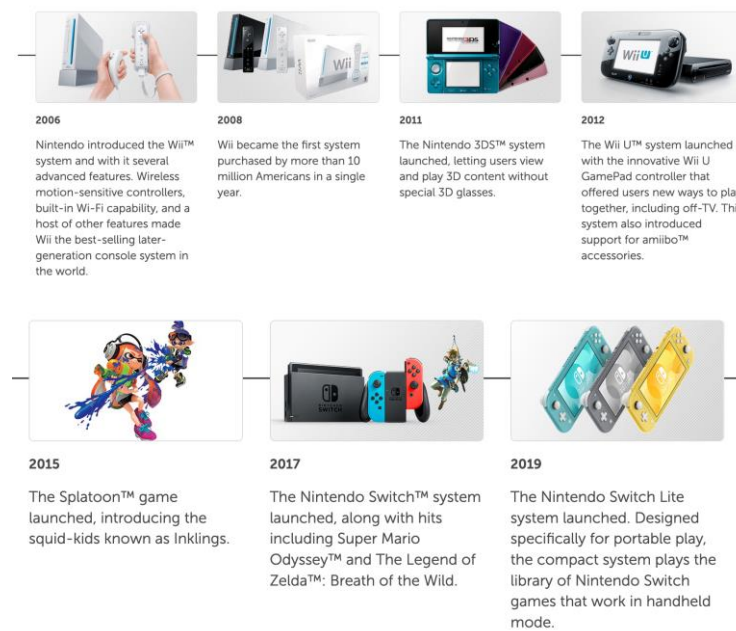 Wii
NINTENDO3DS
Wii U
2006
Nintendo introduced the Wii™
system and with it several
advanced features. Wireless
motion-sensitive controllers,
built-in Wi-Fi capability, and a
host of other features made
Wii the best-selling later-
generation console system in
the world.
2008
Wii became the first system
purchased by more than 10
million Americans in a single
year.
2011
The Nintendo 3DS™ system
launched, letting users view
and play 3D content without
special 3D glasses.
2012
The Wii U™ system launched
with the innovative Wii U
GamePad controller that
offered users new ways to pla
together, including off-TV. Thi
system also introduced
support for amiibo™
accessories.
NINTENDO
SWITCH
2015
The Splatoon™ game
launched, introducing the
squid-kids known as Inklings.
2017
The Nintendo Switch™ system
launched, along with hits
including Super Mario
Odyssey™ and The Legend of
Zelda™: Breath of the Wild.
2019
The Nintendo Switch Lite
system launched. Designed
specifically for portable play,
the compact system plays the
library of Nintendo Switch
games that work in handheld
mode.